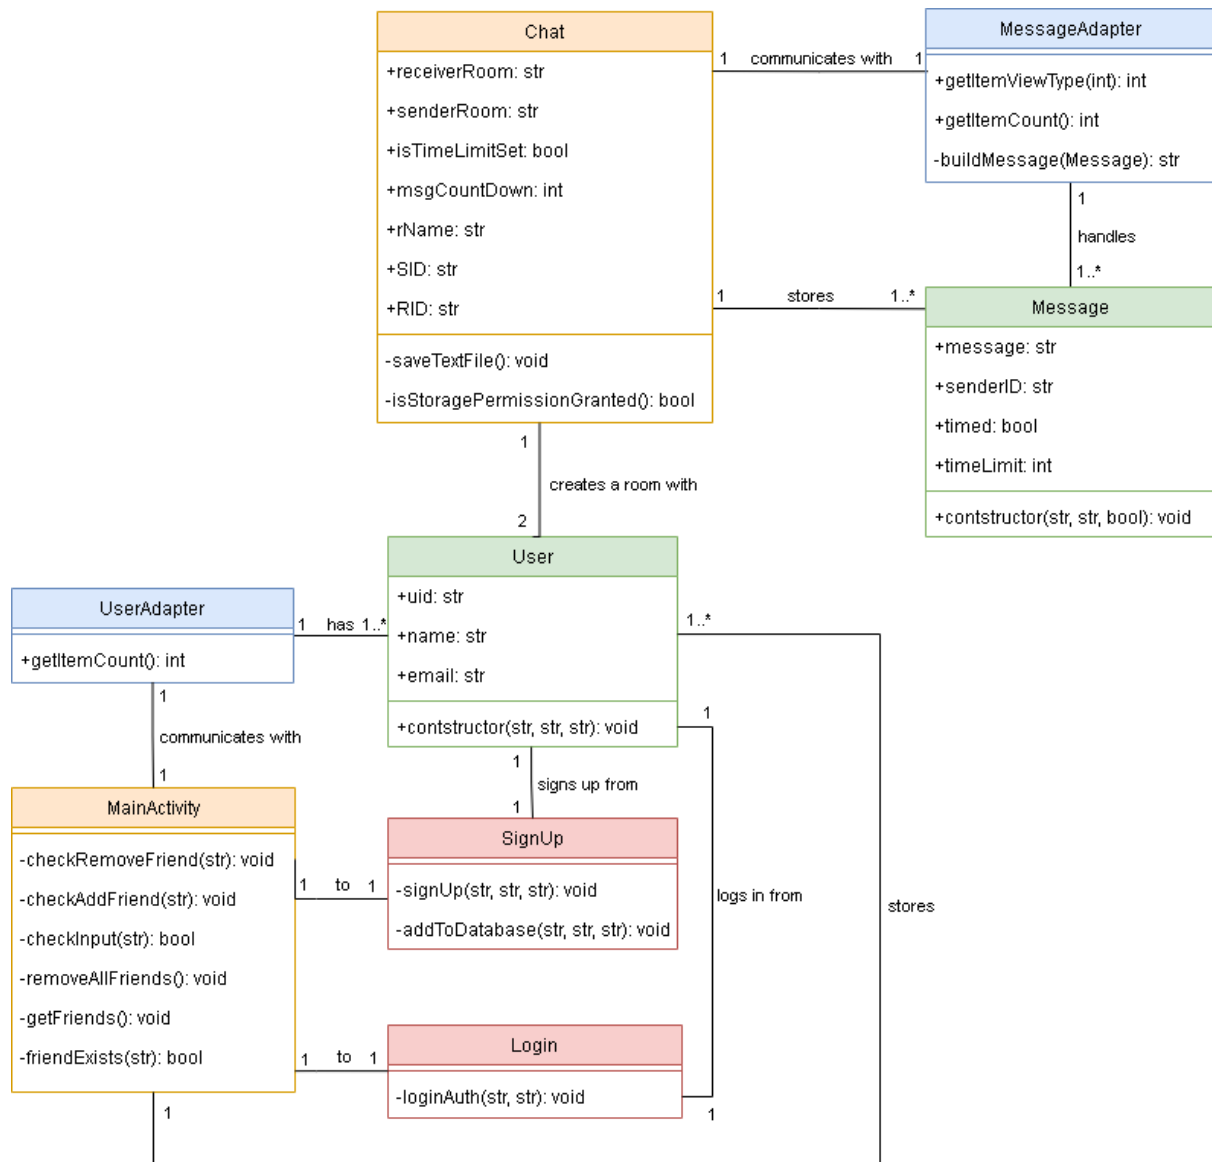 Chat
+receiverRoom: str
+senderRoom: str
+isTimeLimitSet: bool
+msgCountDown: int
+rName: str
+SID: str
+RID: str
-saveTextFile(): void
-isStoragePermissionGranted(): bool
1 communicates with 1
MessageAdapter
+getItemViewType(int): int
+getItemCount(): int
-buildMessage(Message): str
1
handles
1..*
1 stores 1..*
Message
+message: str
+senderID: str
+timed: bool
+timeLimit: int
+contstructor(str, str, bool): void
1
creates a room with
2
User
+uid: str
+name: str
+email: str
+contstructor(str, str, str): void
UserAdapter
+getItemCount(): int
1 has 1..*
1..*
1
communicates with
1
1
signs up from
1
1
logs in from
1
stores
MainActivity
-checkRemoveFriend(str): void
-checkAddFriend(str): void
-checkInput(str): bool
-removeAllFriends(): void
-getFriends(): void
-friendExists(str): bool
1 to 1
SignUp
-signUp(str, str, str): void
-addToDatabase(str, str, str): void
1 to 1
Login
-loginAuth(str, str): void
1